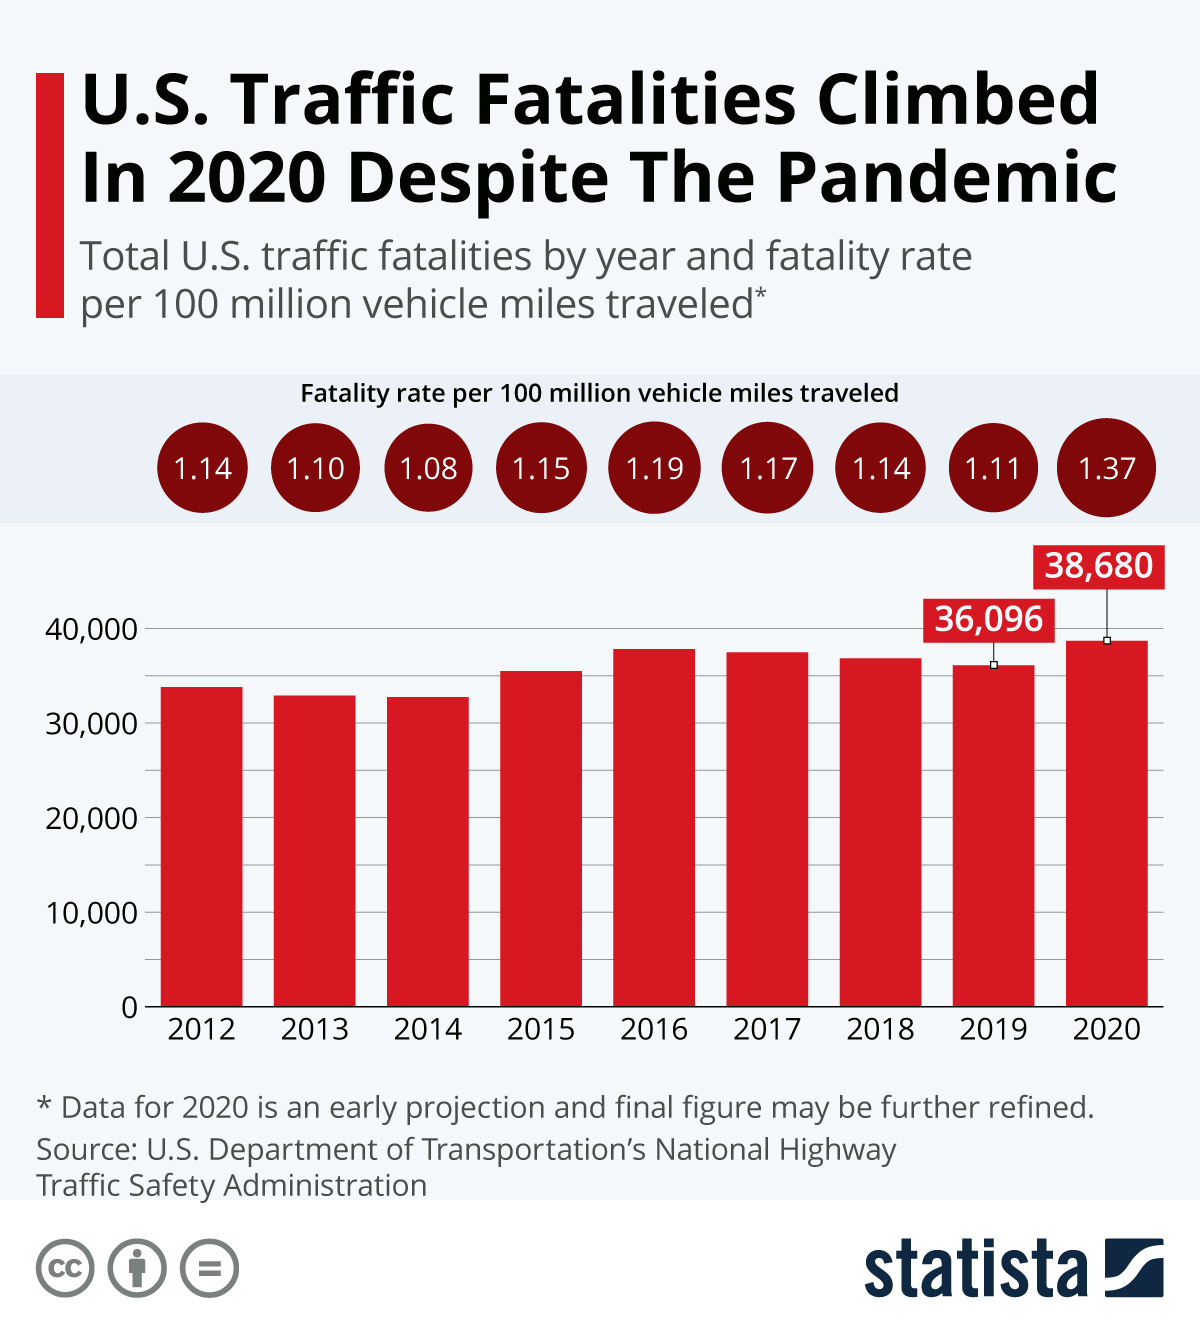 U.S. Traffic Fatalities Climbed
In 2020 Despite The Pandemic
Total U.S. traffic fatalities by year and fatality rate
per 100 million vehicle miles traveled*
Fatality rate per 100 million vehicle miles traveled
1.14 1.10 1.08 1.15 1.19 1.17 1.14 1.11 1.37
38,680
36,096
40,000
30,000
20,000
10,000
0
2012 2013 2014 2015 2016 2017 2018 2019 2020
* Data for 2020 is an early projection and final figure may be further refined.
Source: U.S. Department of Transportation’s National Highway
Traffic Safety Administration
cc
statista